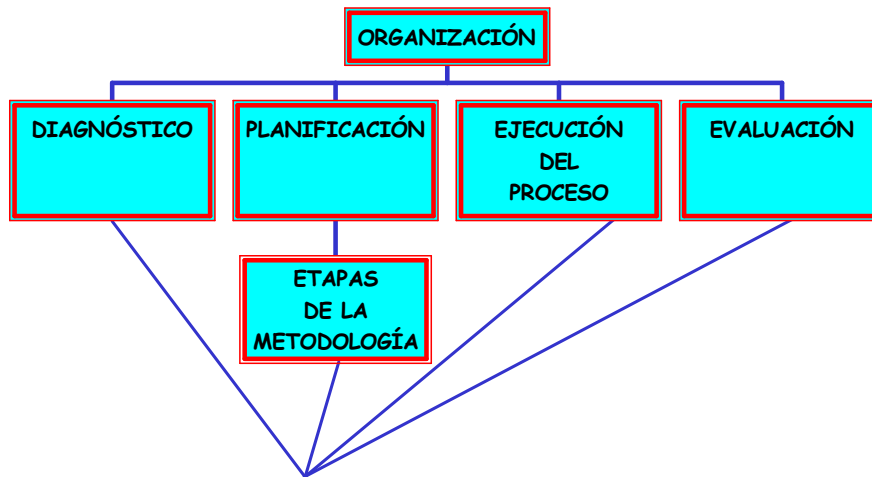 ORGANIZACIÓN
DIAGNÓSTICO
PLANIFICACIÓN
EJECUCIÓN
DEL
PROCESO
EVALUACIÓN
ETAPAS
DE LA
METODOLOGÍA